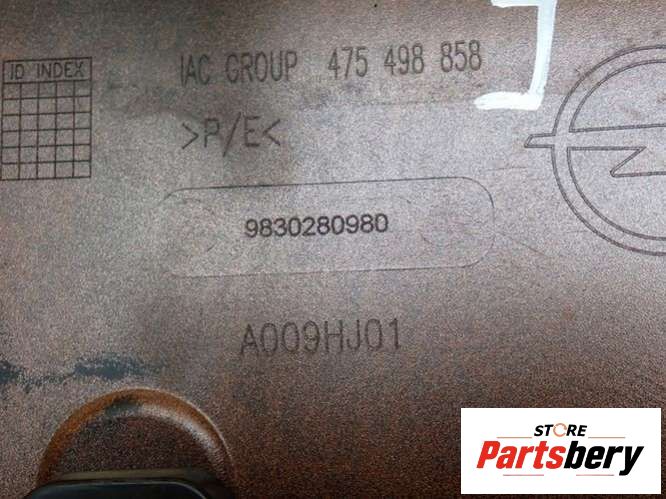 ID INDEX
IAC GROUP 475 498 858
>P/E<
9830280980
A009HJ01
STORE
Partsbery